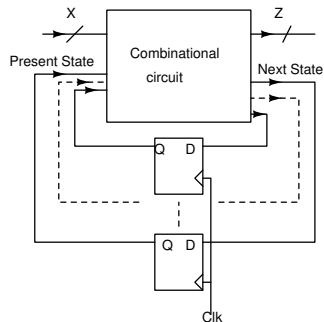 X
Z
Combinational
circuit
Present State
Next State
Q D
Q D
Clk